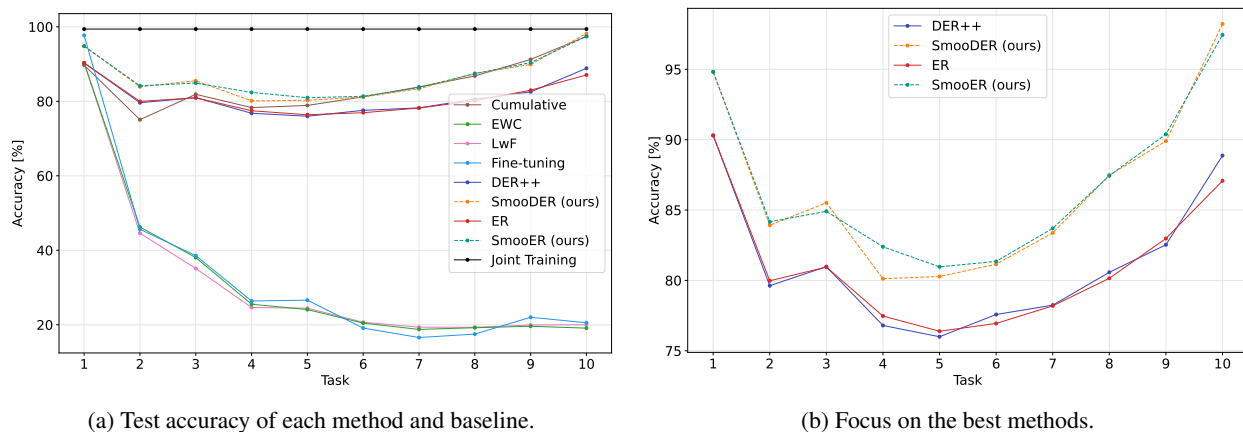 100
80
60
40
20
Accuracy [%]
Cumulative
EWC
LwF
Fine-tuning
DER++
SmooDER (ours)
ER
SmooER (ours)
Joint Training
1 2 3 4 5 6 7 8 9 10
Task
(a) Test accuracy of each method and baseline.
95
90
85
80
75
Accuracy [%]
DER++
SmooDER (ours)
ER
SmooER (ours)
1 2 3 4 5 6 7 8 9 10
Task
(b) Focus on the best methods.